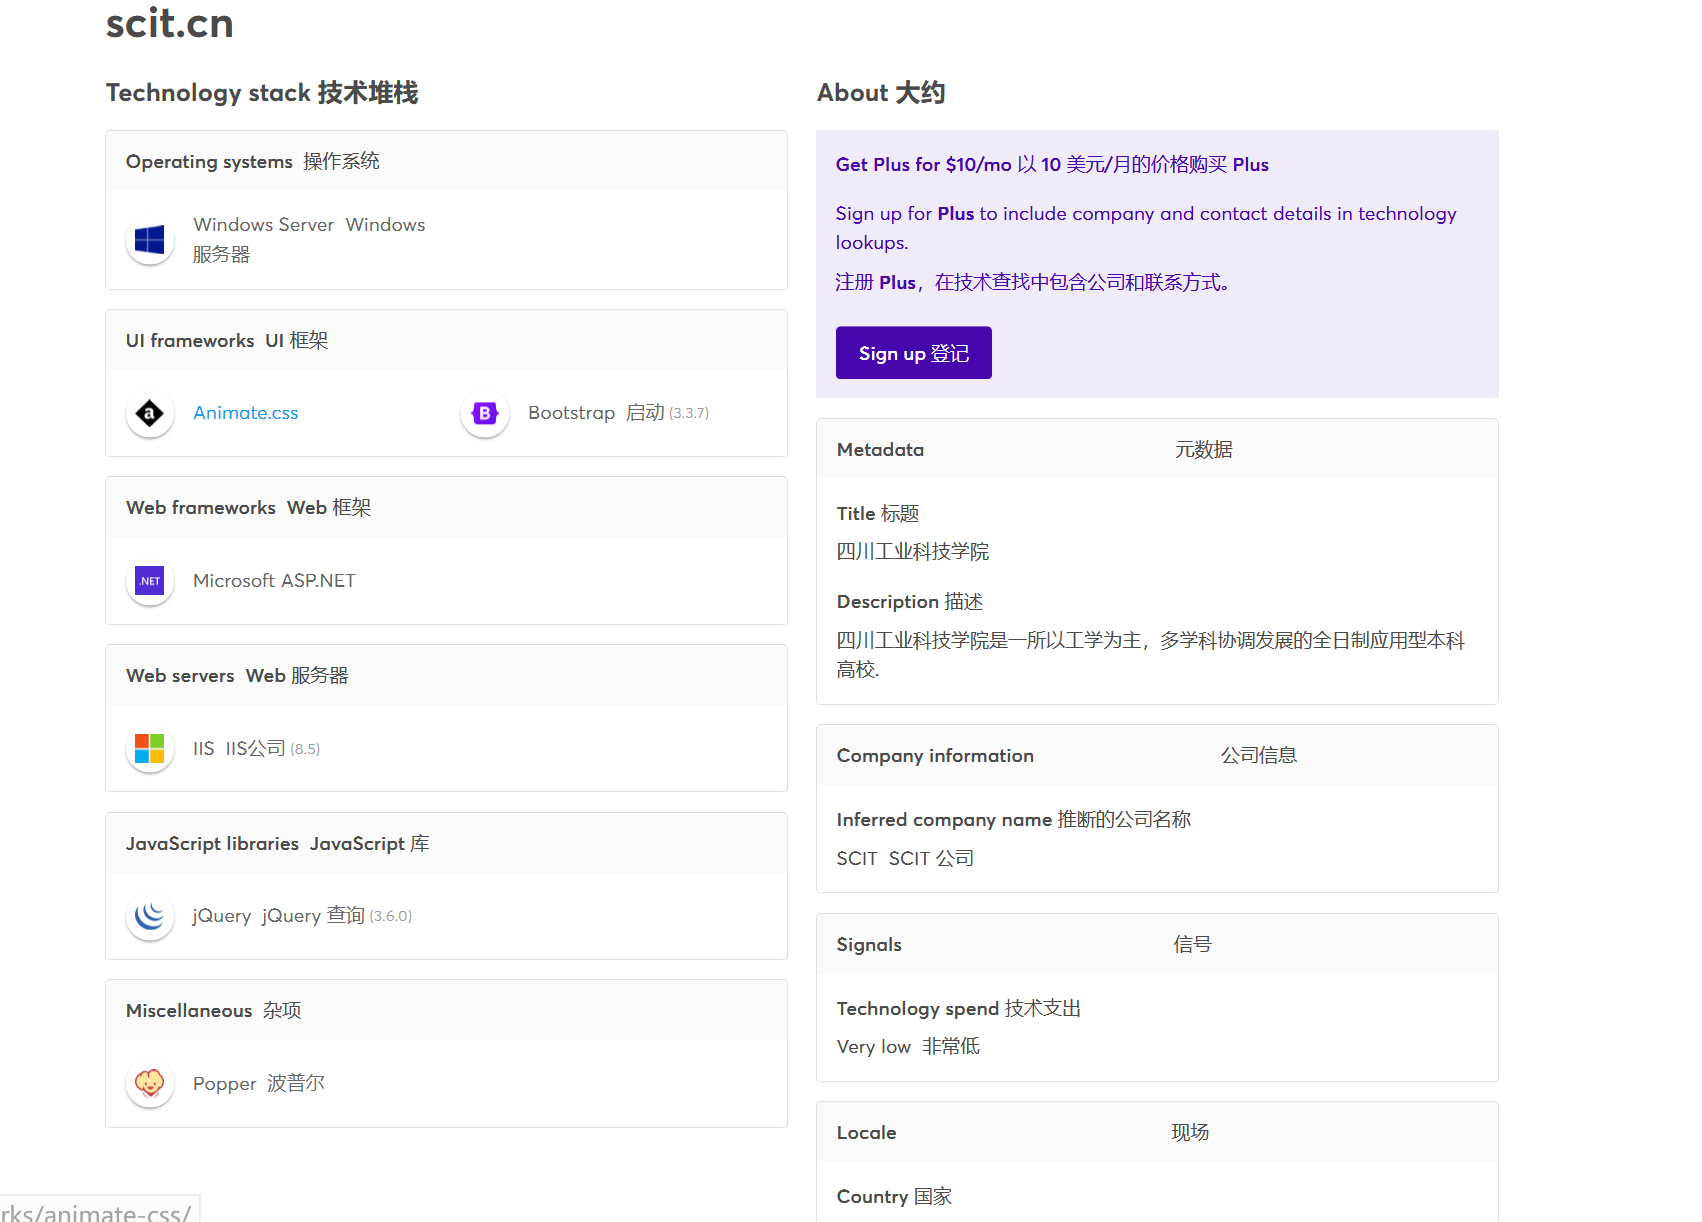 scit.cn
Technology stack 技术堆栈
Operating systems 操作系统
Windows Server Windows
服务器
UI frameworks UI 框架
a Animate.css B Bootstrap 启动 (3.3.7)
Web frameworks Web 框架
.NET Microsoft ASP.NET
Web servers Web 服务器
IIS IIS公司 (8.5)
JavaScript libraries JavaScript 库
jQuery jQuery 查询 (3.6.0)
Miscellaneous 杂项
Popper 波普尔
About 大约
Get Plus for $10/mo 以 10 美元/月的价格购买 Plus
Sign up for Plus to include company and contact details in technology
lookups.
注册 Plus，在技术查找中包含公司和联系方式。
Sign up 登记
Metadata 元数据
Title 标题
四川工业科技学院
Description 描述
四川工业科技学院是一所以工学为主，多学科协调发展的全日制应用型本科
高校.
Company information 公司信息
Inferred company name 推断的公司名称
SCIT SCIT 公司
Signals 信号
Technology spend 技术支出
Very low 非常低
Locale 现场
Country 国家
rks/animate-css/